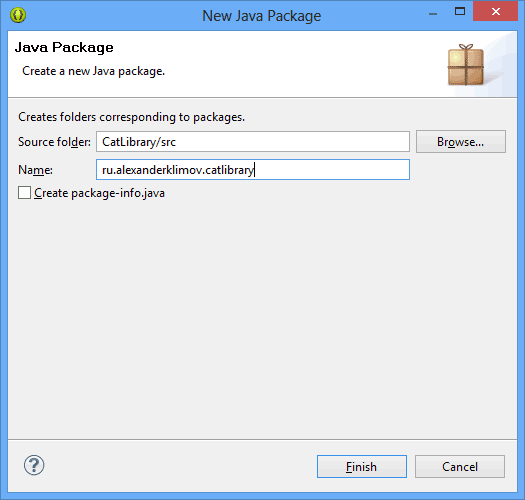 New Java Package
Java Package
Create a new Java package.
Creates folders corresponding to packages.
Source folder: CatLibrary/src Browse...
Name: ru.alexanderklimov.catlibrary
Create package-info.java
? Finish Cancel